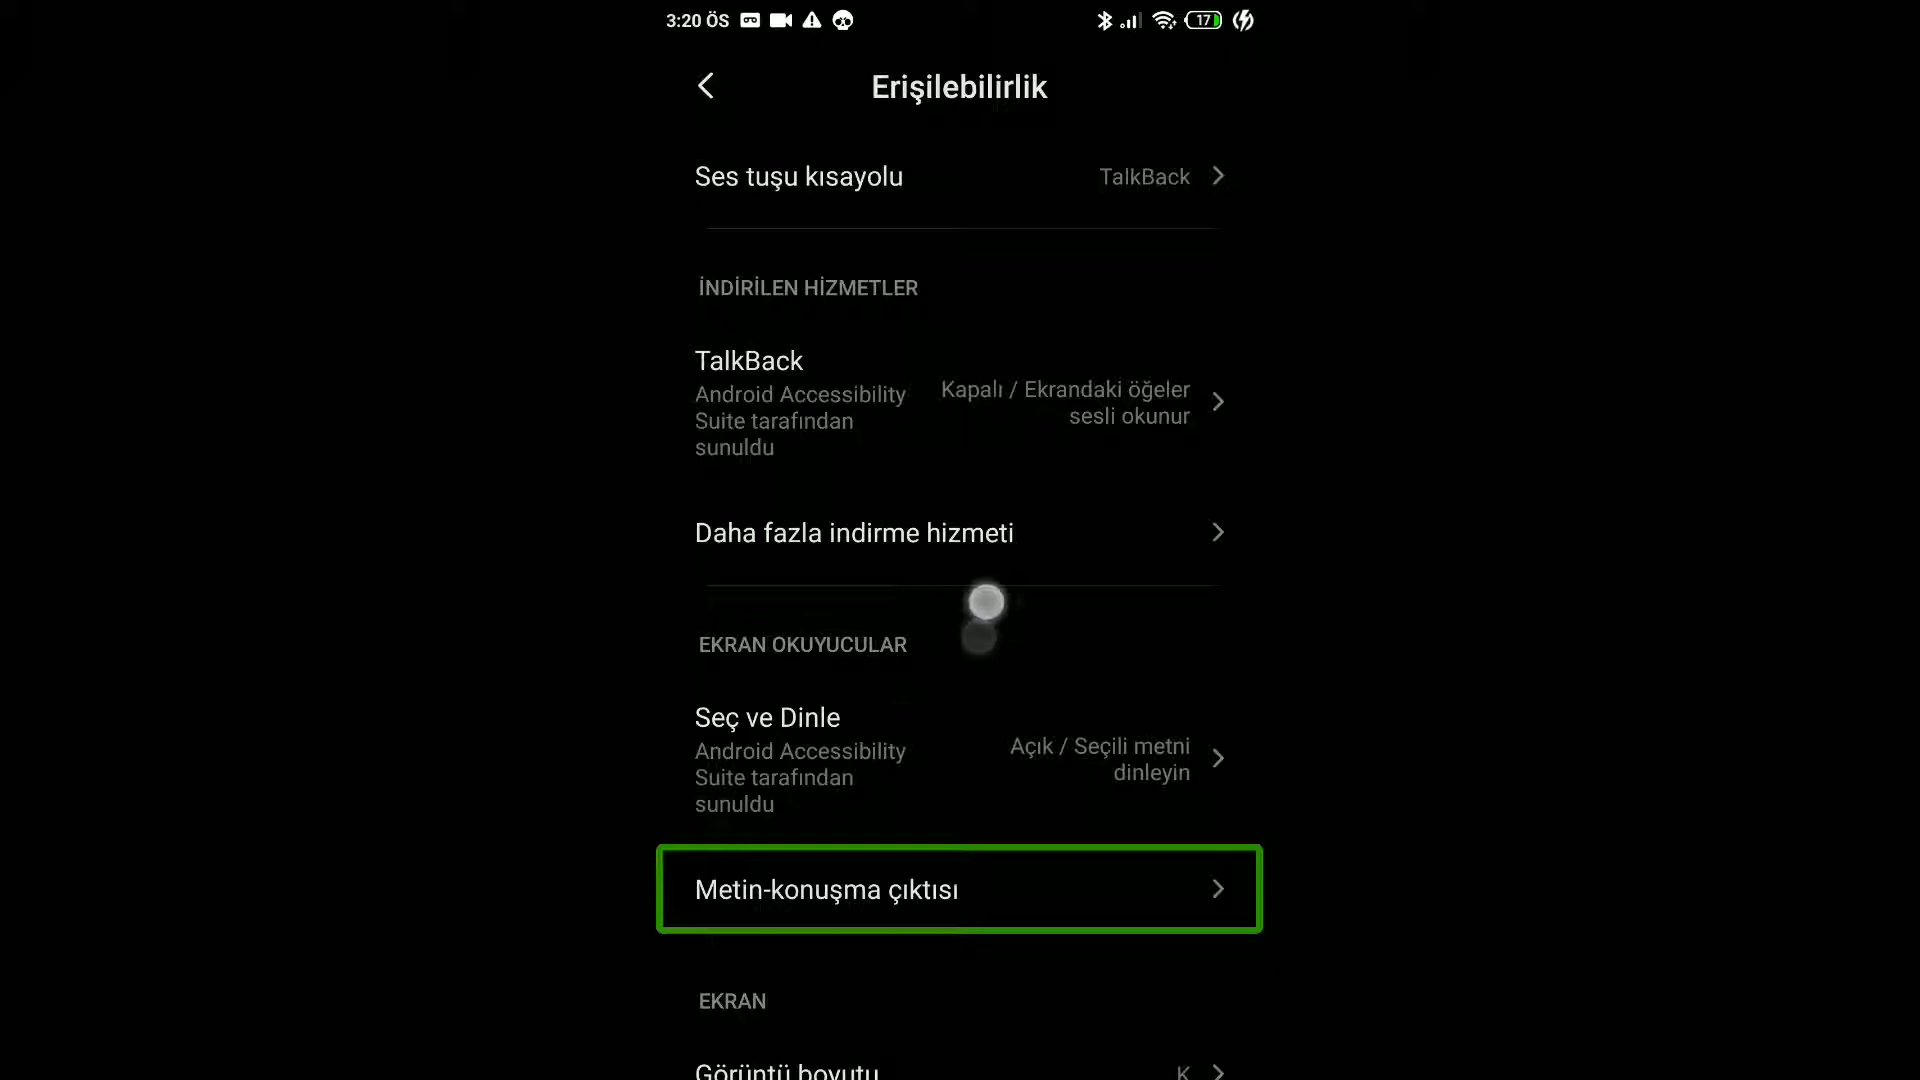 3:20 ÖS
17
Erişilebilirlik
Ses tuşu kısayolu
TalkBack
İNDİRİLEN HİZMETLER
TalkBack
Android Accessibility
Suite tarafından
sunuldu
Kapalı / Ekrandaki öğeler
sesli okunur
Daha fazla indirme hizmeti
EKRAN OKUYUCULAR
Seç ve Dinle
Android Accessibility
Suite tarafından
sunuldu
Açık / Seçili metni
dinleyin
Metin-konuşma çıktısı
EKRAN
Görüntü boyutu
K